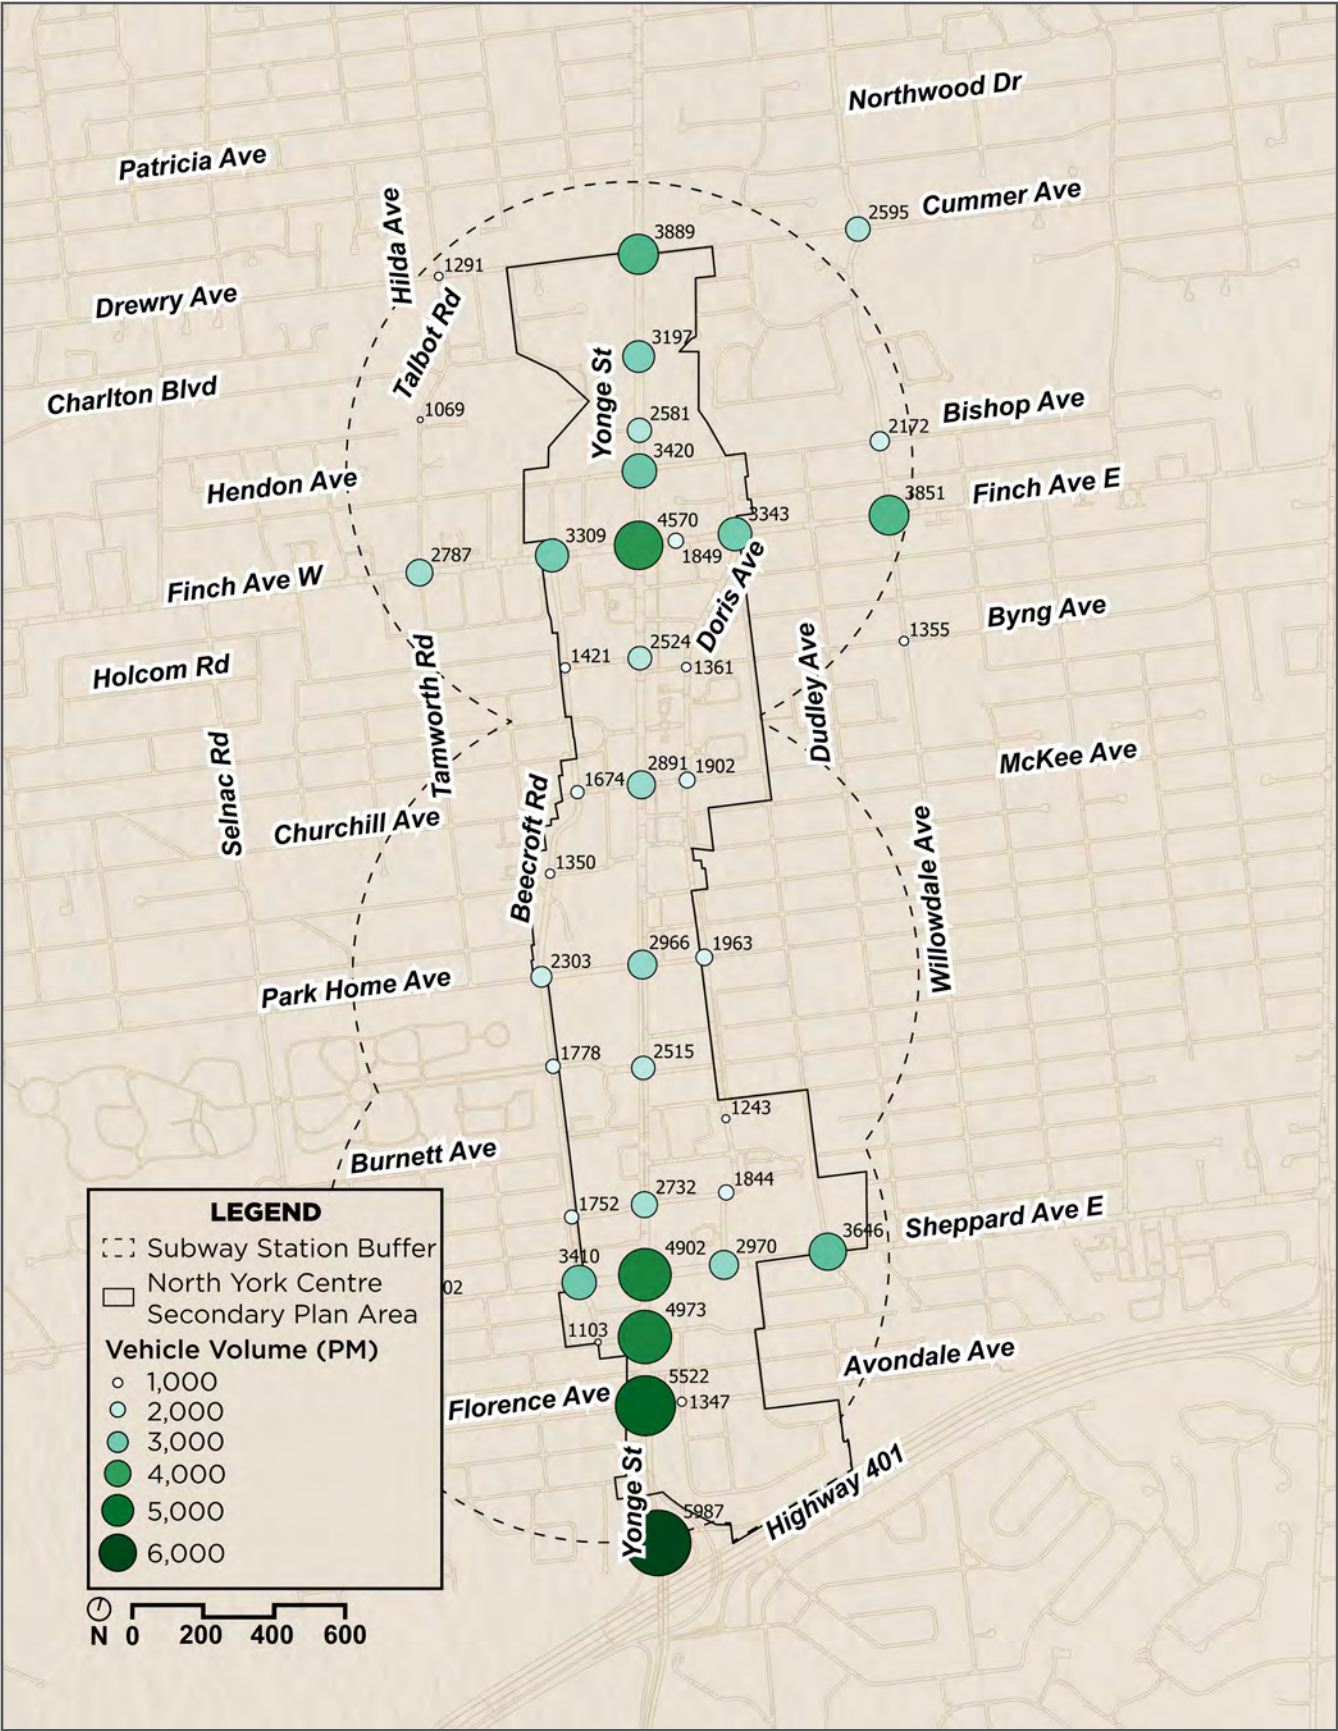 Northwood Dr
Patricia Ave
Cummer Ave
2595
Hilda Ave
3889
1291
Drewry Ave
Talbot Rd
3197
Yonge St
Charlton Blvd
1069
2581
Bishop Ave
2172
3420
Hendon Ave
Finch Ave E
3851
4570
3343
3309
1849
2787
Finch Ave W
Doris Ave
Byng Ave
1355
2524
1421
1361
Holcom Rd
Tamworth Rd
Dudley Ave
Selnac Rd
McKee Ave
2891
1902
1674
Churchill Ave
Beecroft Rd
1350
Willowdale Ave
2966
1963
2303
Park Home Ave
1778
2515
1243
Burnett Ave
1844
2732
1752
Sheppard Ave E
3646
4902
2970
3410
02
4973
1103
Avondale Ave
5522
1347
Florence Ave
Yonge St
Highway 401
5987
LEGEND
Subway Station Buffer
North York Centre
Secondary Plan Area
Vehicle Volume (PM)
1,000
2,000
3,000
4,000
5,000
6,000
N 0 200 400 600